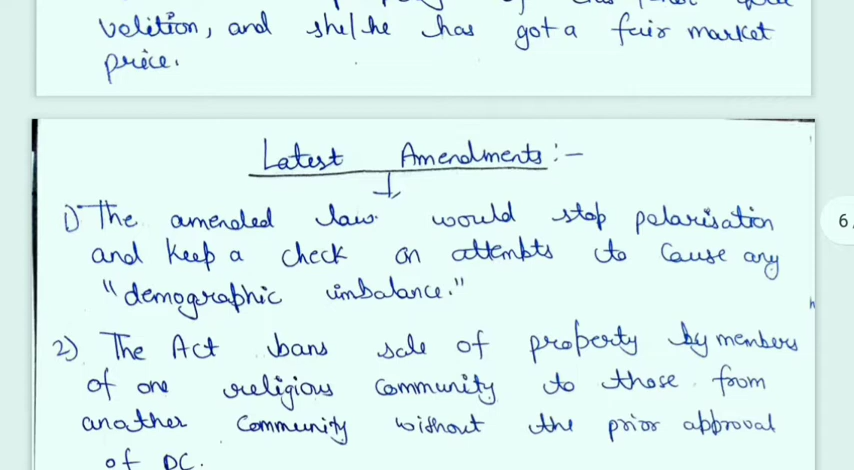 volition, and she/he has got a fair market
price.
Latest Amendments :-
1) The amended law would stop polarisation
and keep a check on attempts to cause any
"demographic imbalance."
2) The Act bans sale of property by members
of one religious community to those from
another community without the prior approval
of DC.
6